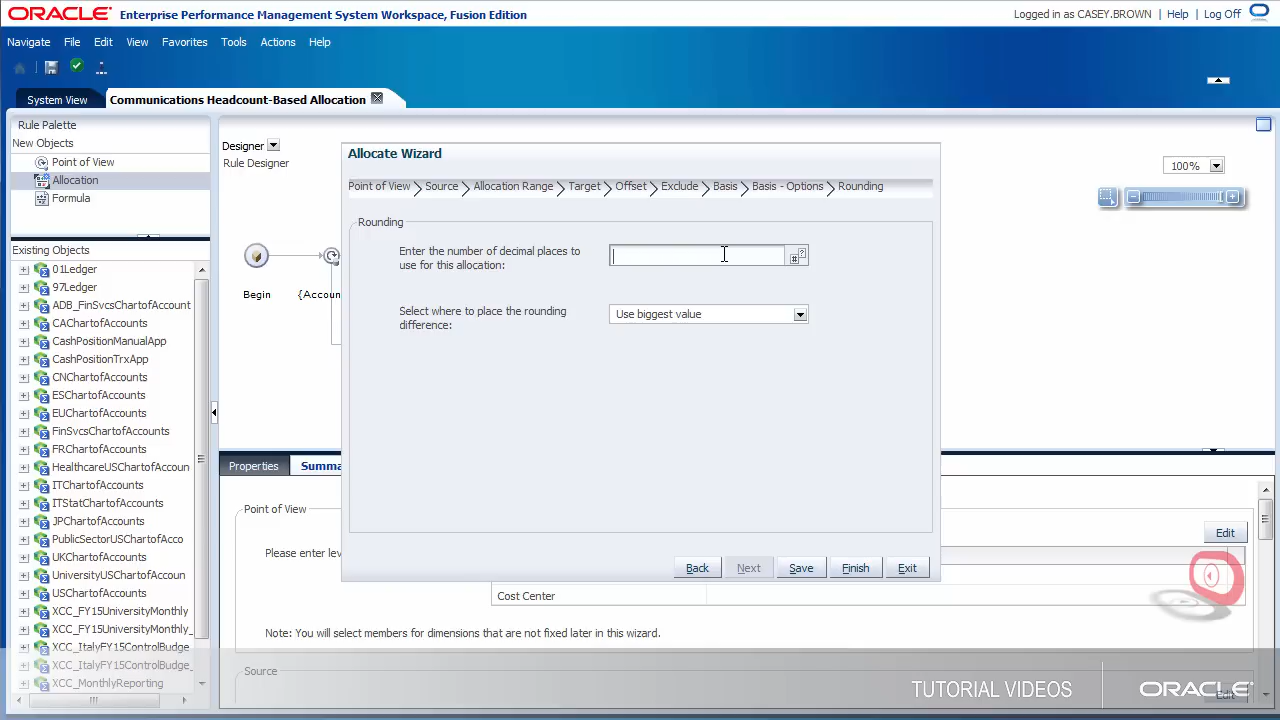 ORACLE Enterprise Performance Management System Workspace, Fusion Edition
Logged in as CASEY.BROWN | Help | Log Off
Navigate File Edit View Favorites Tools Actions Help
System View Communications Headcount-Based Allocation
Rule Palette
New Objects
Point of View
Allocation
Formula
Existing Objects
01Ledger
97Ledger
ADB_FinSvcsChartofAccount
CAChartofAccounts
CashPositionManualApp
CashPositionTrxApp
CNChartofAccounts
ESChartofAccounts
EUChartofAccounts
FinSvcsChartofAccounts
FRChartofAccounts
HealthcareUSChartofAccoun
ITChartofAccounts
ITStatChartofAccounts
JPChartofAccounts
PublicSectorUSChartofAcco
UKChartofAccounts
UniversityUSChartofAccoun
USChartofAccounts
XCC_FY15UniversityMonthly
XCC_FY15UniversityMonthly_
XCC_ItalyFY15ControlBudge
XCC_ItalyFY15ControlBudget_
XCC_MonthlyReporting
Designer
Rule Designer
100%
Begin
{Accoun
Allocate Wizard
Point of View Source Allocation Range Target Offset Exclude Basis Basis - Options Rounding
Rounding
Enter the number of decimal places to
use for this allocation:
Select where to place the rounding
difference:
Use biggest value
Back Next Save Finish Exit
Properties Summa
Point of View
Edit
Please enter lev
Cost Center
Note: You will select members for dimensions that are not fixed later in this wizard.
Source
Edit
TUTORIAL VIDEOS ORACLE